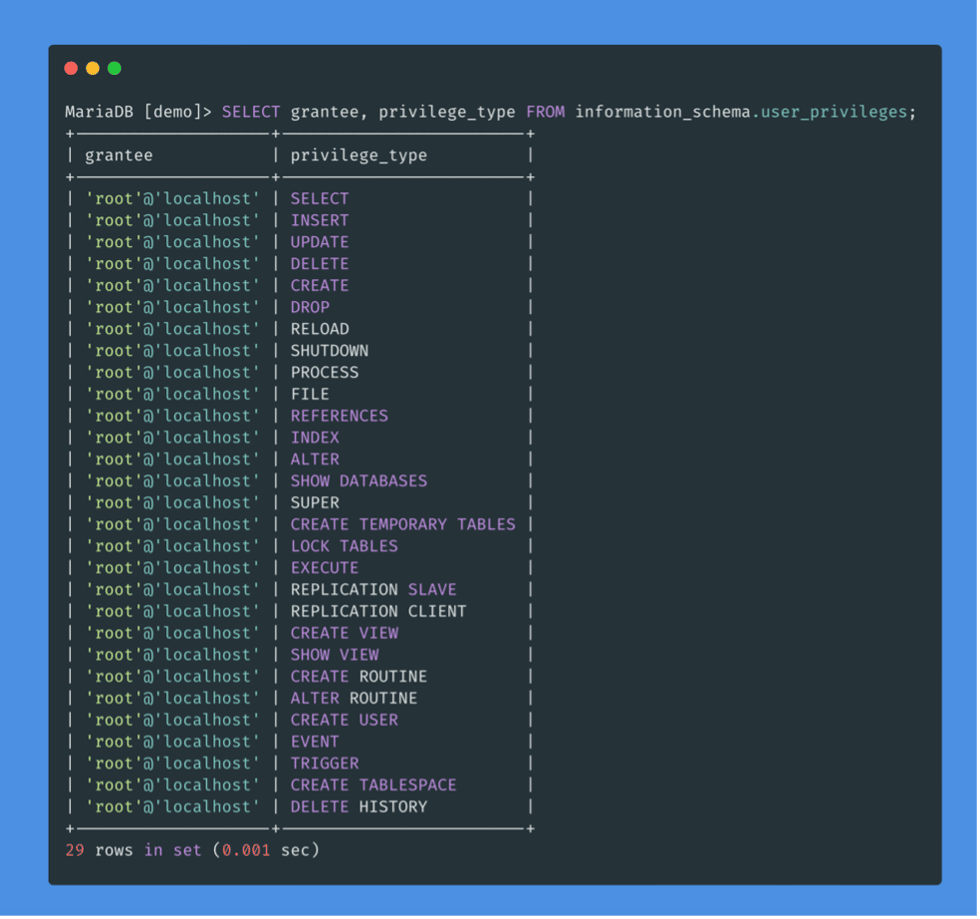 MariaDB [demo]> SELECT grantee, privilege_type FROM information_schema.user_privileges;
| grantee | privilege_type |
| 'root'@'localhost' | SELECT |
| 'root'@'localhost' | INSERT |
| 'root'@'localhost' | UPDATE |
| 'root'@'localhost' | DELETE |
| 'root'@'localhost' | CREATE |
| 'root'@'localhost' | DROP |
| 'root'@'localhost' | RELOAD |
| 'root'@'localhost' | SHUTDOWN |
| 'root'@'localhost' | PROCESS |
| 'root'@'localhost' | FILE |
| 'root'@'localhost' | REFERENCES |
| 'root'@'localhost' | INDEX |
| 'root'@'localhost' | ALTER |
| 'root'@'localhost' | SHOW DATABASES |
| 'root'@'localhost' | SUPER |
| 'root'@'localhost' | CREATE TEMPORARY TABLES |
| 'root'@'localhost' | LOCK TABLES |
| 'root'@'localhost' | EXECUTE |
| 'root'@'localhost' | REPLICATION SLAVE |
| 'root'@'localhost' | REPLICATION CLIENT |
| 'root'@'localhost' | CREATE VIEW |
| 'root'@'localhost' | SHOW VIEW |
| 'root'@'localhost' | CREATE ROUTINE |
| 'root'@'localhost' | ALTER ROUTINE |
| 'root'@'localhost' | CREATE USER |
| 'root'@'localhost' | EVENT |
| 'root'@'localhost' | TRIGGER |
| 'root'@'localhost' | CREATE TABLESPACE |
| 'root'@'localhost' | DELETE HISTORY |
29 rows in set (0.001 sec)